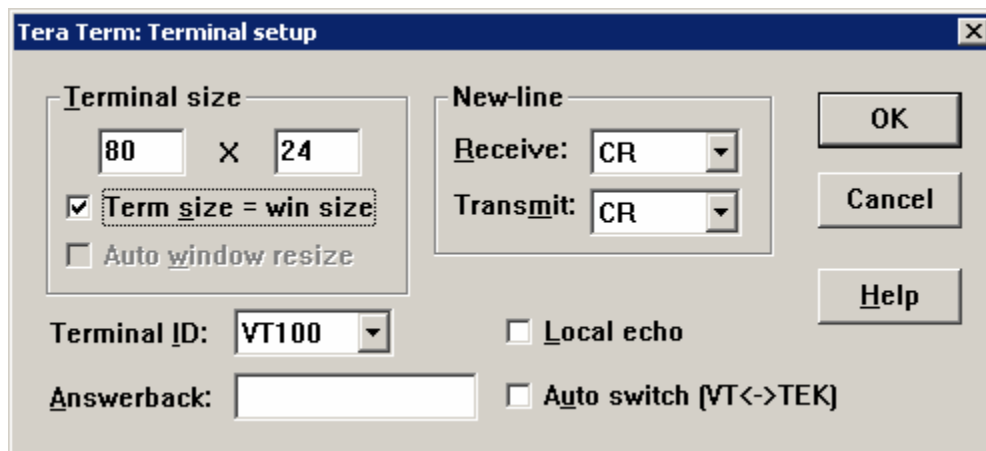 Tera Term: Terminal setup
Terminal size
80 X 24
Term size = win size
Auto window resize
New-line
Receive: CR
Transmit: CR
OK
Cancel
Help
Terminal ID: VT100
Local echo
Answerback:
Auto switch (VT<->TEK)